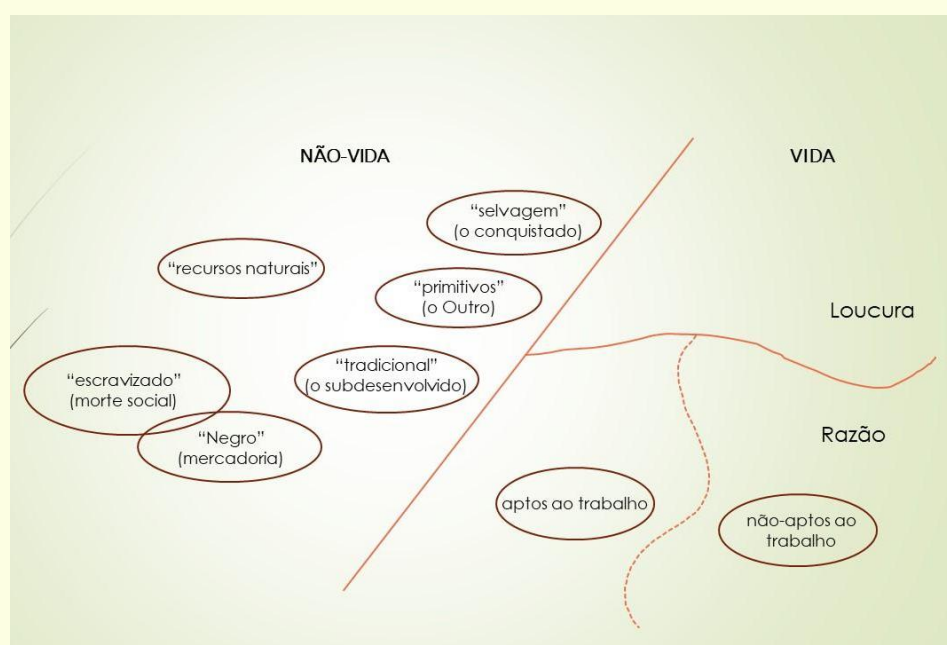 NÃO-VIDA
VIDA
“selvagem”
(o conquistado)
“recursos naturais”
“primitivos”
(o Outro)
Loucura
“tradicional”
(o subdesenvolvido)
“escravizado”
(morte social)
“Negro”
(mercadoria)
Razão
aptos ao trabalho
não-aptos ao
trabalho